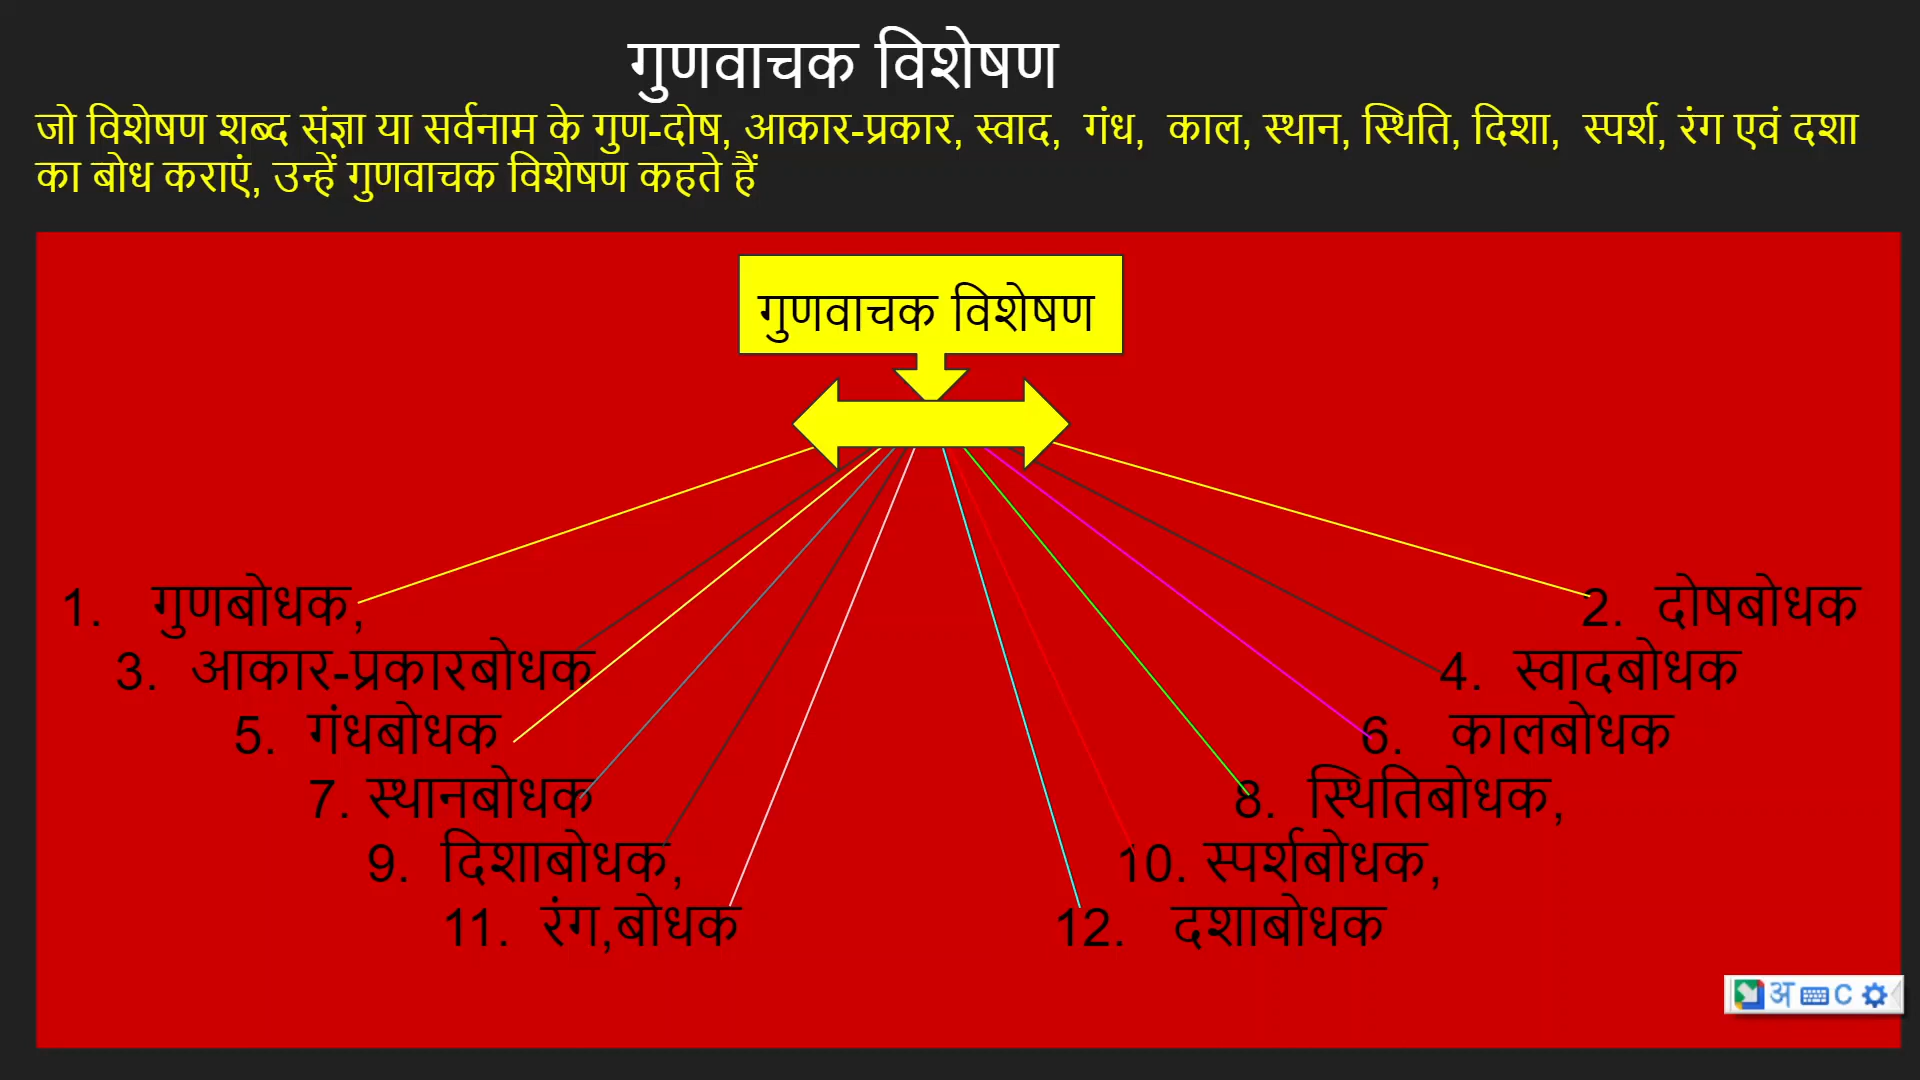 गुणवाचक विशेषण
जो विशेषण शब्द संज्ञा या सर्वनाम के गुण-दोष, आकार-प्रकार, स्वाद, गंध, काल, स्थान, स्थिति, दिशा, स्पर्श, रंग एवं दशा
का बोध कराएं, उन्हें गुणवाचक विशेषण कहते हैं
गुणवाचक विशेषण
1. गुणबोधक,
2. दोषबोधक
3. आकार-प्रकारबोधक
4. स्वादबोधक
5. गंधबोधक
6. कालबोधक
7. स्थानबोधक
8. स्थितिबोधक,
9. दिशाबोधक,
10. स्पर्शबोधक,
11. रंग,बोधक
12. दशाबोधक
अ C